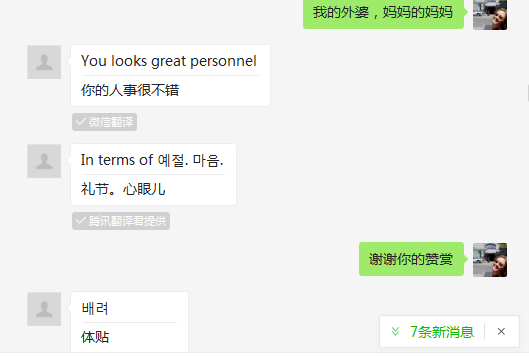 我的外婆，妈妈的妈妈
You looks great personnel
你的人事很不错
微信翻译
In terms of 예절. 마음.
礼节。心眼儿
腾讯翻译君提供
谢谢你的赞赏
배려
体贴
7条新消息